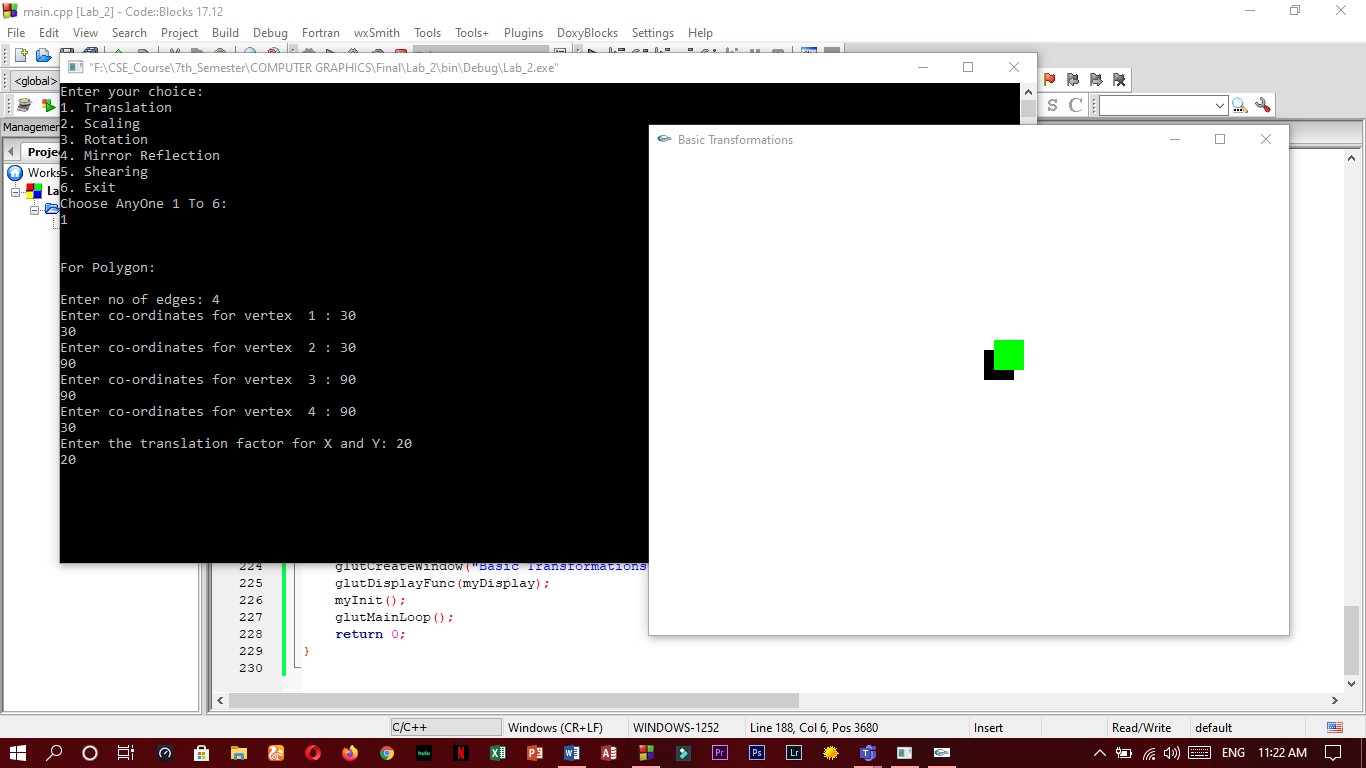 main.cpp [Lab_2] - Code::Blocks 17.12
File Edit View Search Project Build Debug Fortran wxSmith Tools Tools+ Plugins DoxyBlocks Settings Help
"F:\CSE_Course\7th_Semester\COMPUTER GRAPHICS\Final\Lab_2\bin\Debug\Lab_2.exe"
<global>
S C
Management
Projec
Works
La
Enter your choice:
1. Translation
2. Scaling
3. Rotation
4. Mirror Reflection
5. Shearing
6. Exit
Choose AnyOne 1 To 6:
1
For Polygon:
Enter no of edges: 4
Enter co-ordinates for vertex  1 : 30
30
Enter co-ordinates for vertex  2 : 30
90
Enter co-ordinates for vertex  3 : 90
90
Enter co-ordinates for vertex  4 : 90
30
Enter the translation factor for X and Y: 20
20
Basic Transformations
224 glutCreateWindow("Basic Transformations
225 glutDisplayFunc(myDisplay);
226 myInit();
227 glutMainLoop();
228 return 0;
229 }
230
C/C++ Windows (CR+LF) WINDOWS-1252 Line 188, Col 6, Pos 3680 Insert Read/Write default
hulu N Pr Ps Lr ENG 11:22 AM